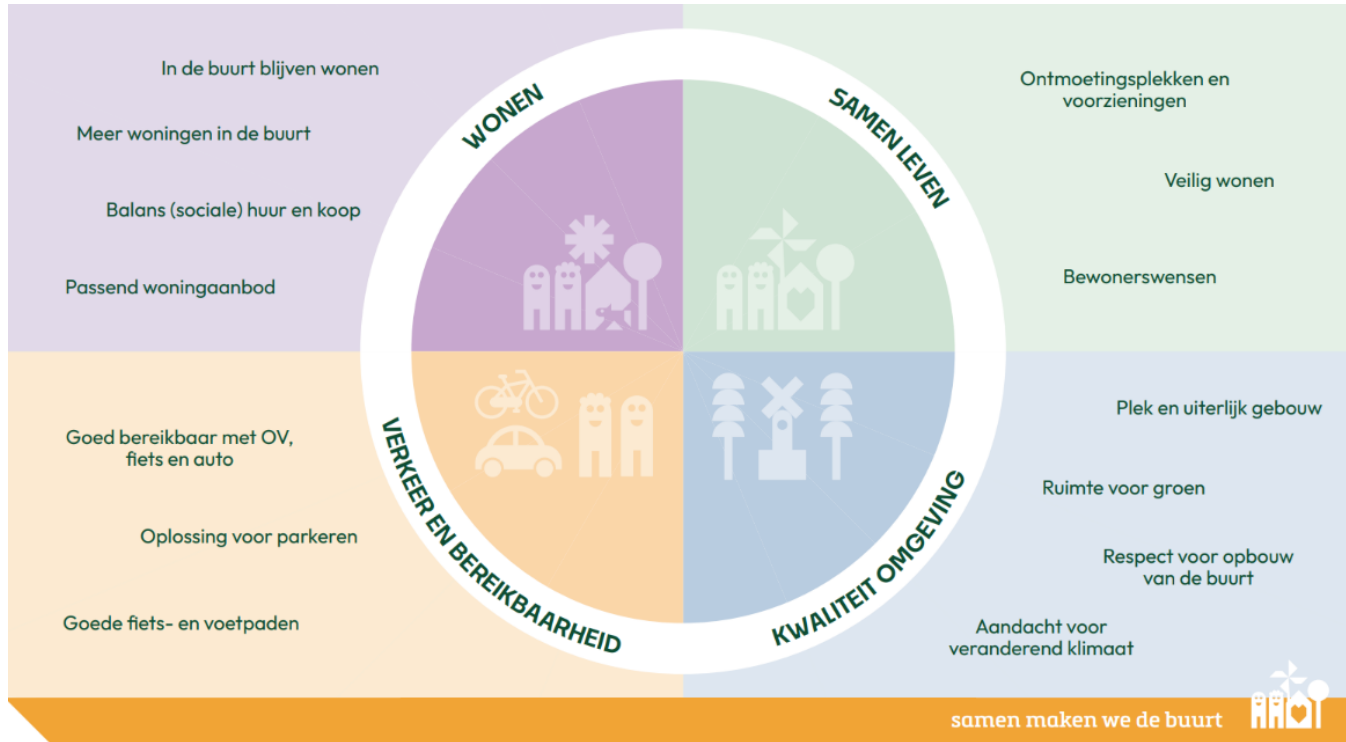 WONEN
In de buurt blijven wonen
Meer woningen in de buurt
Balans (sociale) huur en koop
Passend woningaanbod
SAMEN LEVEN
Ontmoetingsplekken en
voorzieningen
Veilig wonen
Bewonerswensen
VERKEER EN BEREIKBAARHEID
Goed bereikbaar met OV,
fiets en auto
Oplossing voor parkeren
Goede fiets- en voetpaden
KWALITEIT OMGEVING
Plek en uiterlijk gebouw
Ruimte voor groen
Respect voor opbouw
van de buurt
Aandacht voor
veranderend klimaat
samen maken we de buurt